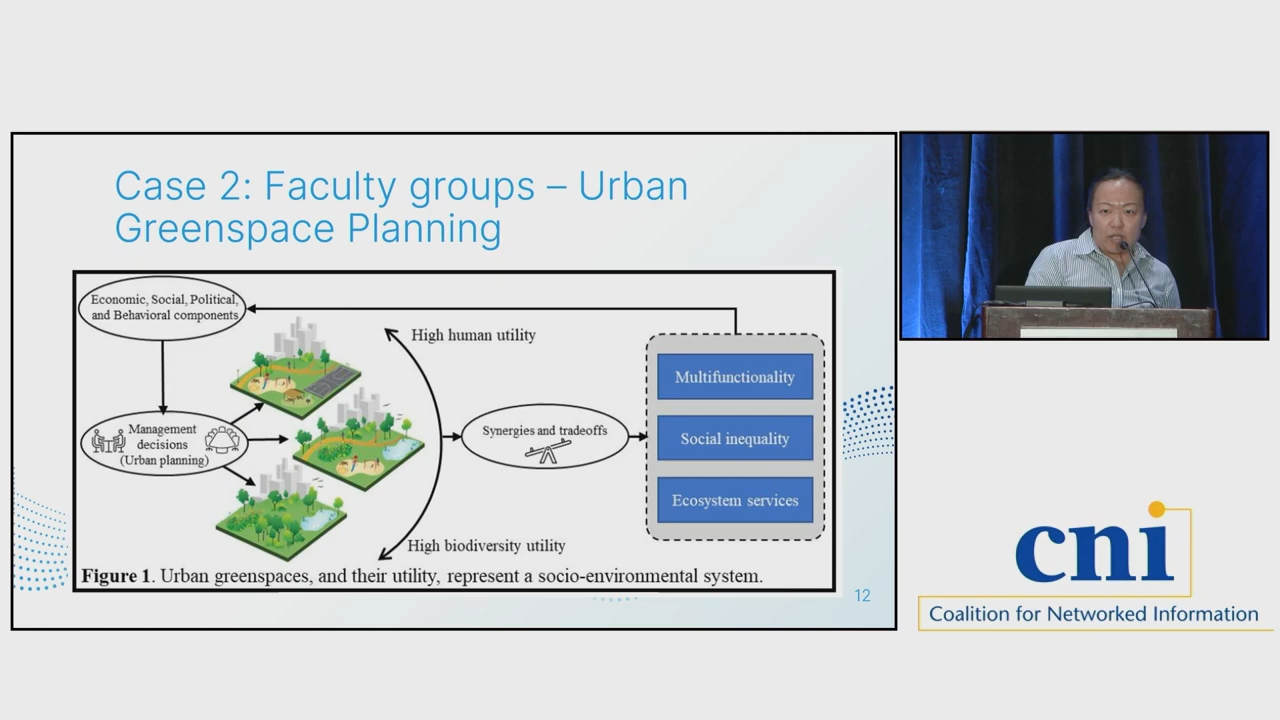 Case 2: Faculty groups – Urban
Greenspace Planning
Economic, Social, Political,
and Behavioral components
High human utility
Multifunctionality
Management
decisions
(Urban planning)
Synergies and tradeoffs
Social inequality
Ecosystem services
High biodiversity utility
Figure 1. Urban greenspaces, and their utility, represent a socio-environmental system.
12
cni
Coalition for Networked Information